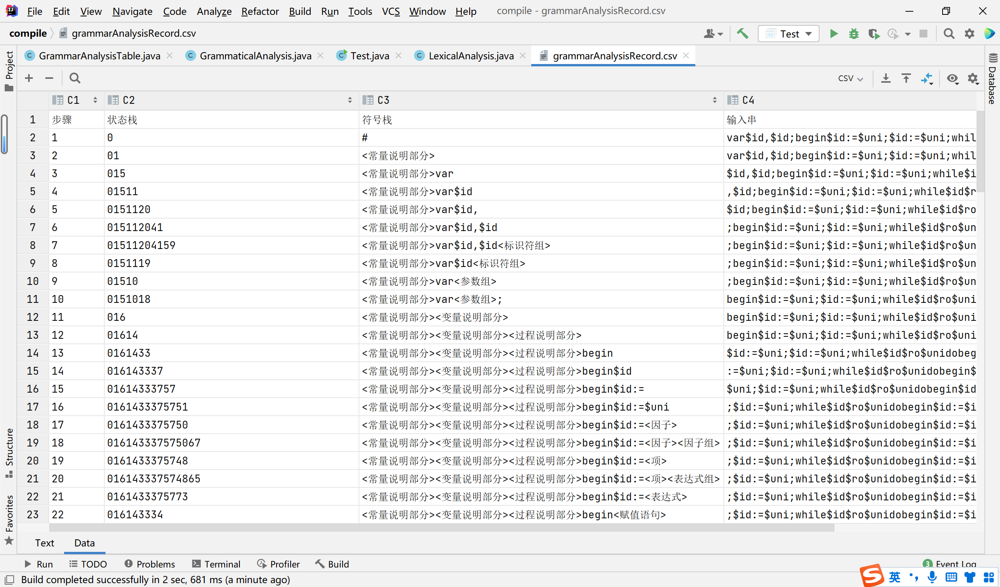 File Edit View Navigate Code Analyze Refactor Build Run Tools VCS Window Help compile - grammarAnalysisRecord.csv
compile grammarAnalysisRecord.csv Test
Project
GrammarAnalysisTable.java GrammaticalAnalysis.java Test.java LexicalAnalysis.java grammarAnalysisRecord.csv
Database
CSV
C1 C2 C3 C4
1 步骤 状态栈 符号栈 输入串
2 1 0 # var$id,$id;begin$id:=$uni;$id:=$uni;whil
3 2 01 <常量说明部分> var$id,$id;begin$id:=$uni;$id:=$uni;whil
4 3 015 <常量说明部分>var $id,$id;begin$id:=$uni;$id:=$uni;while$i
5 4 01511 <常量说明部分>var$id ,$id;begin$id:=$uni;$id:=$uni;while$id$r
6 5 0151120 <常量说明部分>var$id, $id;begin$id:=$uni;$id:=$uni;while$id$ro
7 6 015112041 <常量说明部分>var$id,$id ;begin$id:=$uni;$id:=$uni;while$id$ro$un
8 7 01511204159 <常量说明部分>var$id,$id<标识符组> ;begin$id:=$uni;$id:=$uni;while$id$ro$un
9 8 0151119 <常量说明部分>var$id<标识符组> ;begin$id:=$uni;$id:=$uni;while$id$ro$un
10 9 01510 <常量说明部分>var<参数组> ;begin$id:=$uni;$id:=$uni;while$id$ro$un
11 10 0151018 <常量说明部分>var<参数组>; begin$id:=$uni;$id:=$uni;while$id$ro$uni
12 11 016 <常量说明部分><变量说明部分> begin$id:=$uni;$id:=$uni;while$id$ro$uni
13 12 01614 <常量说明部分><变量说明部分><过程说明部分> begin$id:=$uni;$id:=$uni;while$id$ro$uni
14 13 0161433 <常量说明部分><变量说明部分><过程说明部分>begin $id:=$uni;$id:=$uni;while$id$ro$unidobeg
15 14 016143337 <常量说明部分><变量说明部分><过程说明部分>begin$id :=$uni;$id:=$uni;while$id$ro$unidobegin$
16 15 01614333757 <常量说明部分><变量说明部分><过程说明部分>begin$id:= $uni;$id:=$uni;while$id$ro$unidobegin$id
17 16 0161433375751 <常量说明部分><变量说明部分><过程说明部分>begin$id:=$uni ;$id:=$uni;while$id$ro$unidobegin$id:=$i
18 17 0161433375750 <常量说明部分><变量说明部分><过程说明部分>begin$id:=<因子> ;$id:=$uni;while$id$ro$unidobegin$id:=$i
19 18 016143337575067 <常量说明部分><变量说明部分><过程说明部分>begin$id:=<因子><因子组> ;$id:=$uni;while$id$ro$unidobegin$id:=$i
20 19 0161433375748 <常量说明部分><变量说明部分><过程说明部分>begin$id:=<项> ;$id:=$uni;while$id$ro$unidobegin$id:=$i
21 20 016143337574865 <常量说明部分><变量说明部分><过程说明部分>begin$id:=<项><表达式组> ;$id:=$uni;while$id$ro$unidobegin$id:=$i
22 21 0161433375773 <常量说明部分><变量说明部分><过程说明部分>begin$id:=<表达式> ;$id:=$uni;while$id$ro$unidobegin$id:=$i
23 22 016143334 <常量说明部分><变量说明部分><过程说明部分>begin<赋值语句> ;$id:=$uni;while$id$ro$unidobegin$id:=$i
Structure
Favorites
Text Data
Run TODO Problems Terminal Profiler Build 3 Event Log
Build completed successfully in 2 sec, 681 ms (a minute ago) S 英